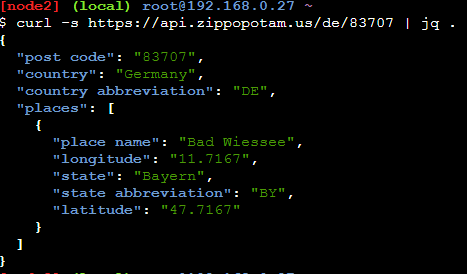 [node2] (local) root@192.168.0.27 ~
$ curl -s https://api.zippopotam.us/de/83707 | jq .
{
  "post code": "83707",
  "country": "Germany",
  "country abbreviation": "DE",
  "places": [
    {
      "place name": "Bad Wiessee",
      "longitude": "11.7167",
      "state": "Bayern",
      "state abbreviation": "BY",
      "latitude": "47.7167"
    }
  ]
}